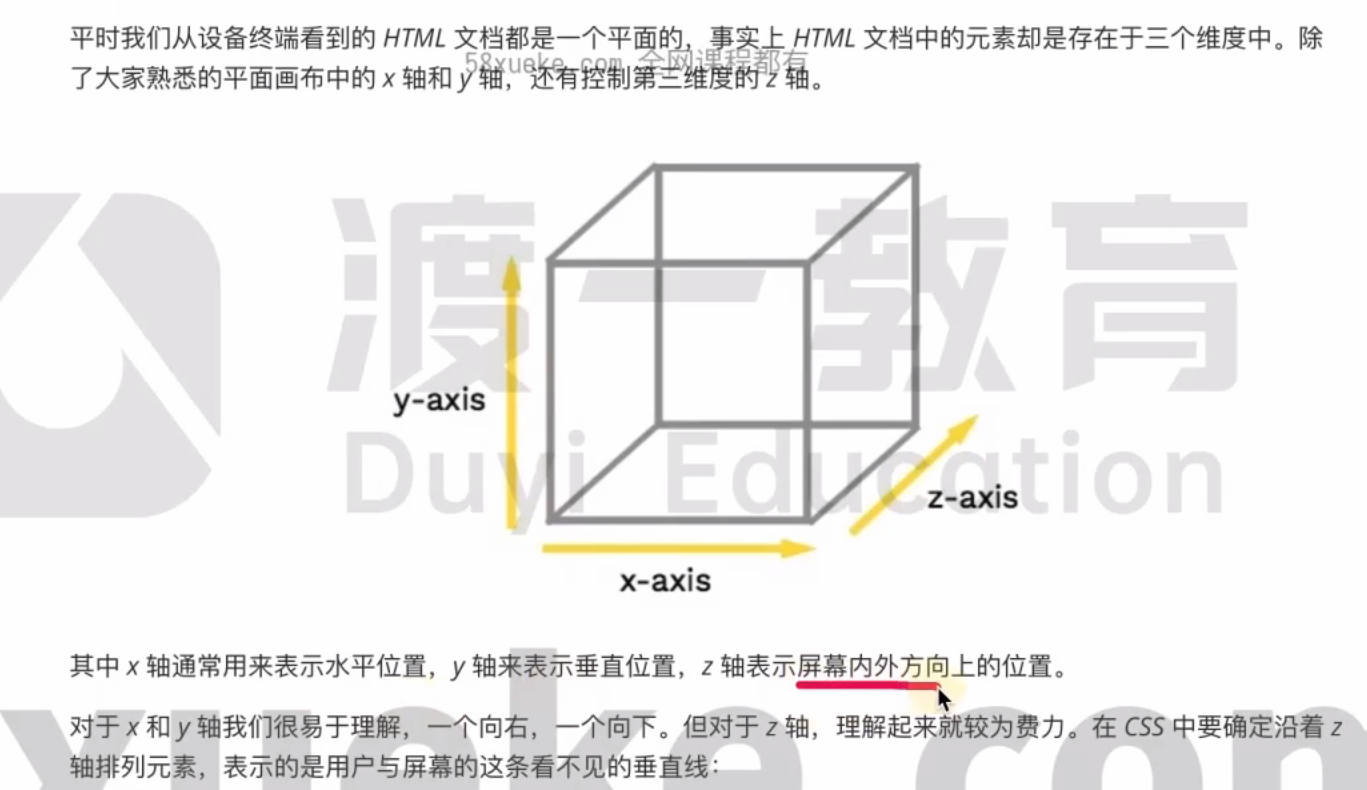 平时我们从设备终端看到的 HTML 文档都是一个平面的，事实上 HTML 文档中的元素却是存在于三个维度中。除
58xueke.com 全网课程都有
了大家熟悉的平面画布中的 x 轴和 y 轴，还有控制第三维度的 z 轴。
渡一教育
y-axis
Duyi Education
z-axis
x-axis
其中 x 轴通常用来表示水平位置，y 轴来表示垂直位置，z 轴表示屏幕内外方向上的位置。
对于 x 和 y 轴我们很易于理解，一个向右，一个向下。但对于 z 轴，理解起来就较为费力。在 CSS 中要确定沿着 z
xueke.com
轴排列元素，表示的是用户与屏幕的这条看不见的垂直线：